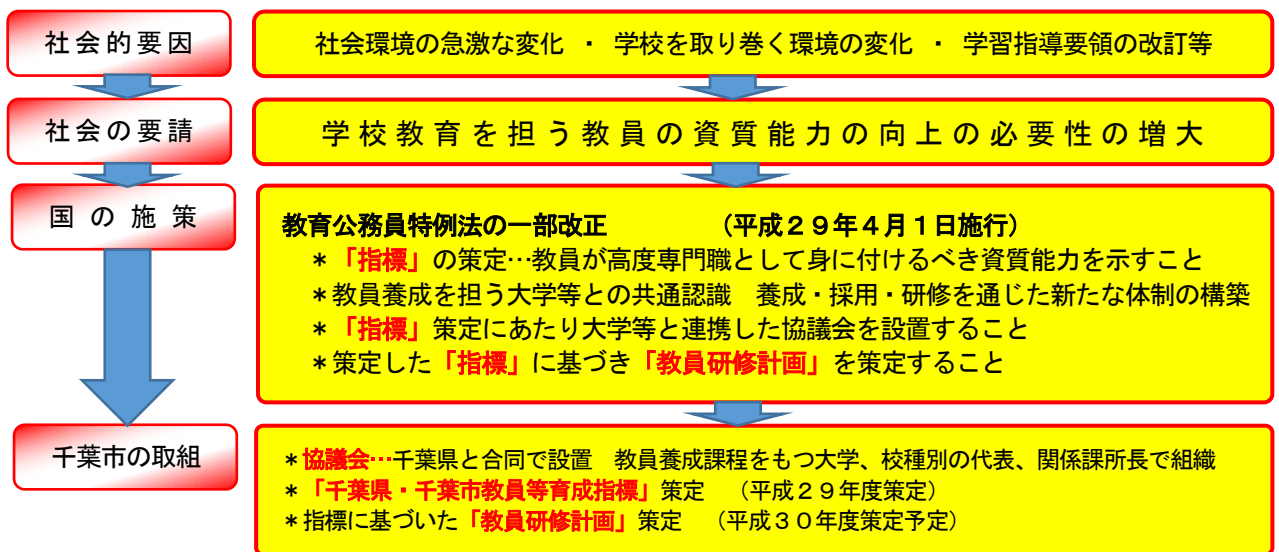 社会的要因
社会環境の急激な変化 ・ 学校を取り巻く環境の変化 ・ 学習指導要領の改訂等
社会の要請
学校教育を担う教員の資質能力の向上の必要性の増大
国の施策
教育公務員特例法の一部改正 （平成２９年４月１日施行）
＊「指標」の策定…教員が高度専門職として身に付けるべき資質能力を示すこと
＊教員養成を担う大学等との共通認識 養成・採用・研修を通じた新たな体制の構築
＊「指標」策定にあたり大学等と連携した協議会を設置すること
＊策定した「指標」に基づき「教員研修計画」を策定すること
千葉市の取組
＊協議会…千葉県と合同で設置 教員養成課程をもつ大学、校種別の代表、関係課所長で組織
＊「千葉県・千葉市教員等育成指標」策定 （平成２９年度策定）
＊指標に基づいた「教員研修計画」策定 （平成３０年度策定予定）